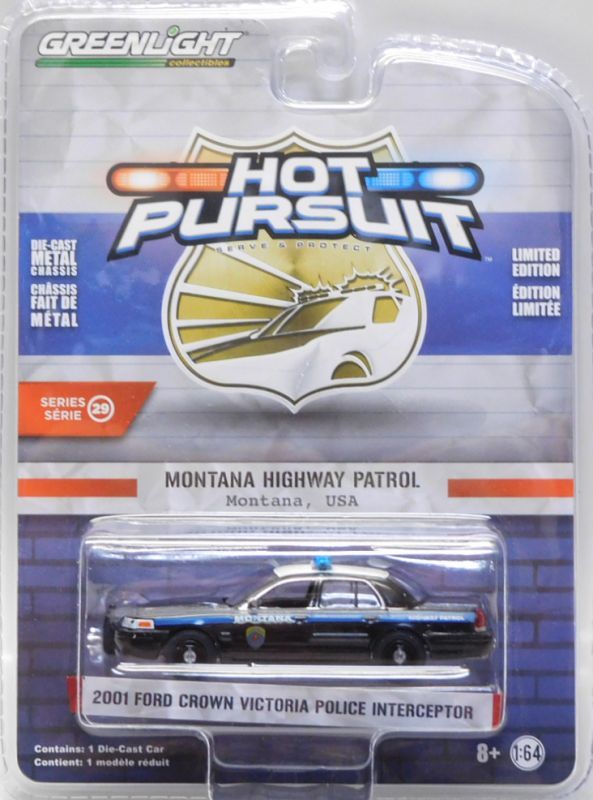 GREENLIGHT
collectibles
HOT
PURSUIT
™
SERVE & PROTECT
DIE-CAST
METAL
CHASSIS
CHÂSSIS
FAIT DE
MÉTAL
LIMITED
EDITION
ÉDITION
LIMITÉE
SERIES
SÉRIE
29
MONTANA HIGHWAY PATROL
Montana, USA
MONTANA
HIGHWAY PATROL
2001 FORD CROWN VICTORIA POLICE INTERCEPTOR
Contains: 1 Die-Cast Car
Contient: 1 modèle réduit
8+
1:64